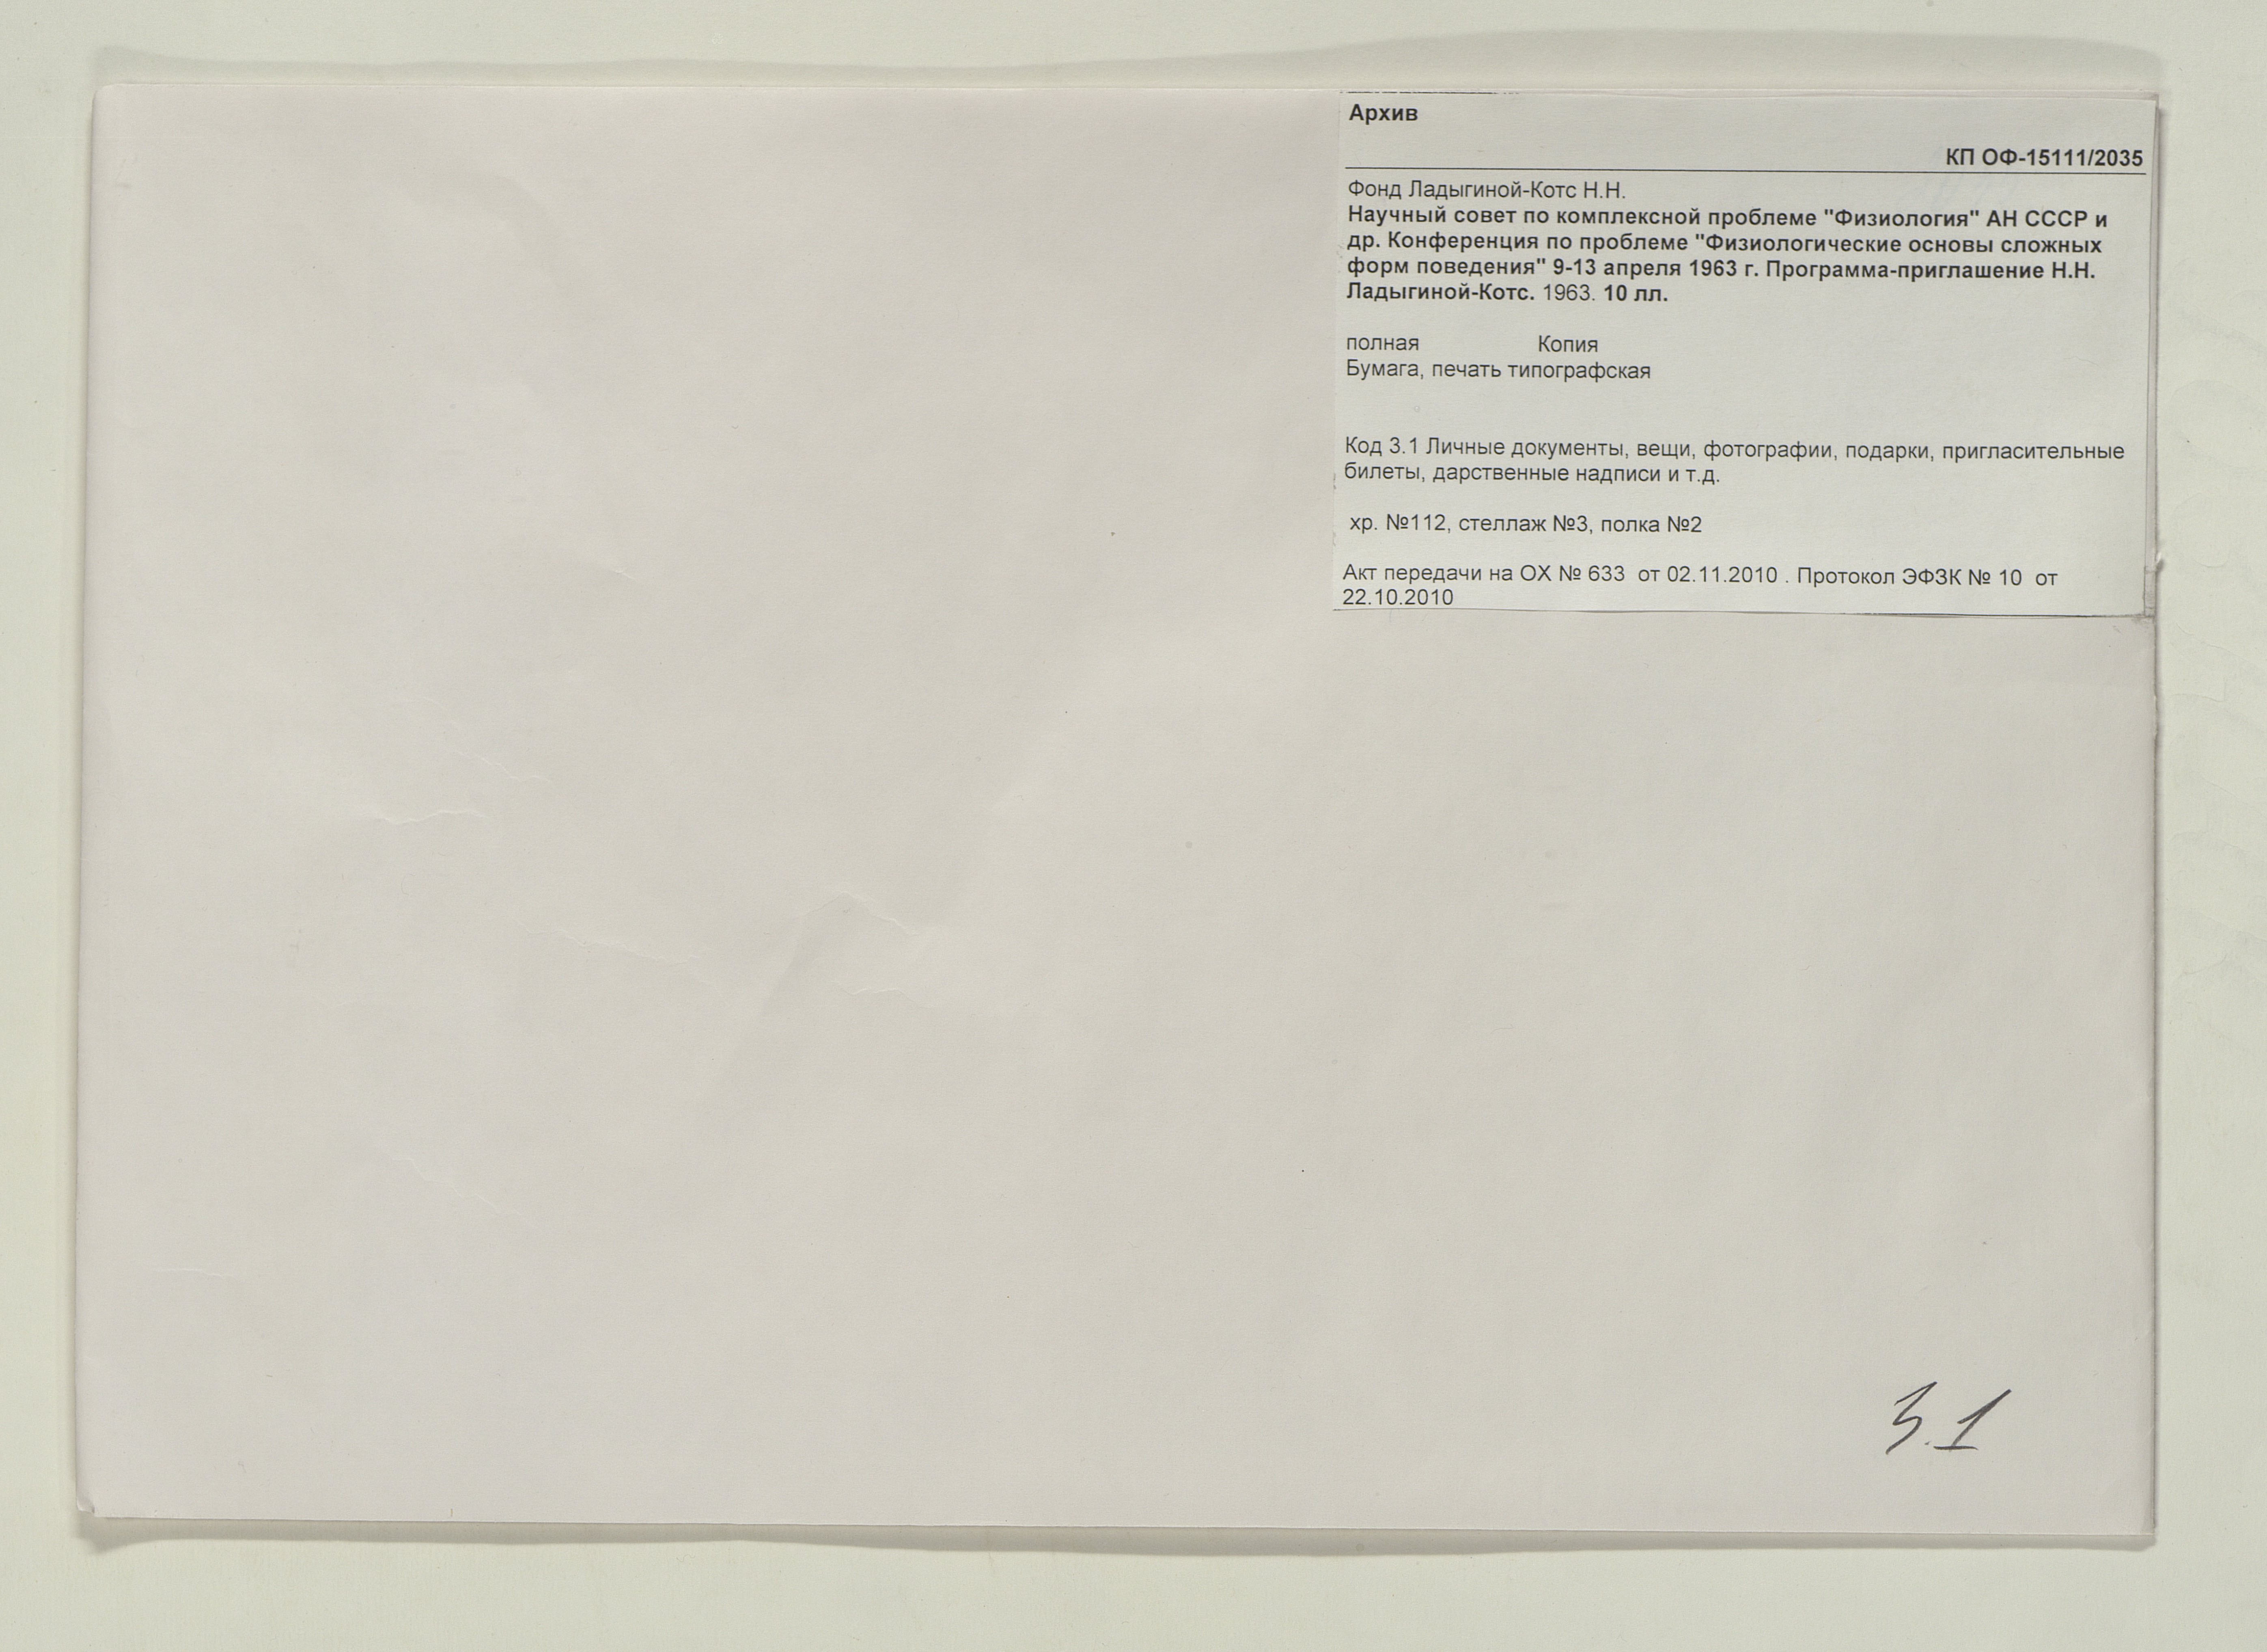 Архив
КП ОФ-15111/2035
Фонд Ладыгиной-Котс Н.Н.
Научный совет по комплексной проблеме "Физиология" АН СССР и
др. Конференция по проблеме "Физиологические основы сложных
форм поведения" 9-13 апреля 1963 г. Программа-приглашение Н.Н.
Ладыгиной-Котс. 1963. 10 лл.
полная Копия
Бумага, печать типографская
Код 3.1 Личные документы, вещи, фотографии, подарки, пригласительные
билеты, дарственные надписи и т.д.
хр. №112, стеллаж №3, полка №2
Акт передачи на ОХ № 633 от 02.11.2010 . Протокол ЭФЗК № 10 от
22.10.2010
3.1